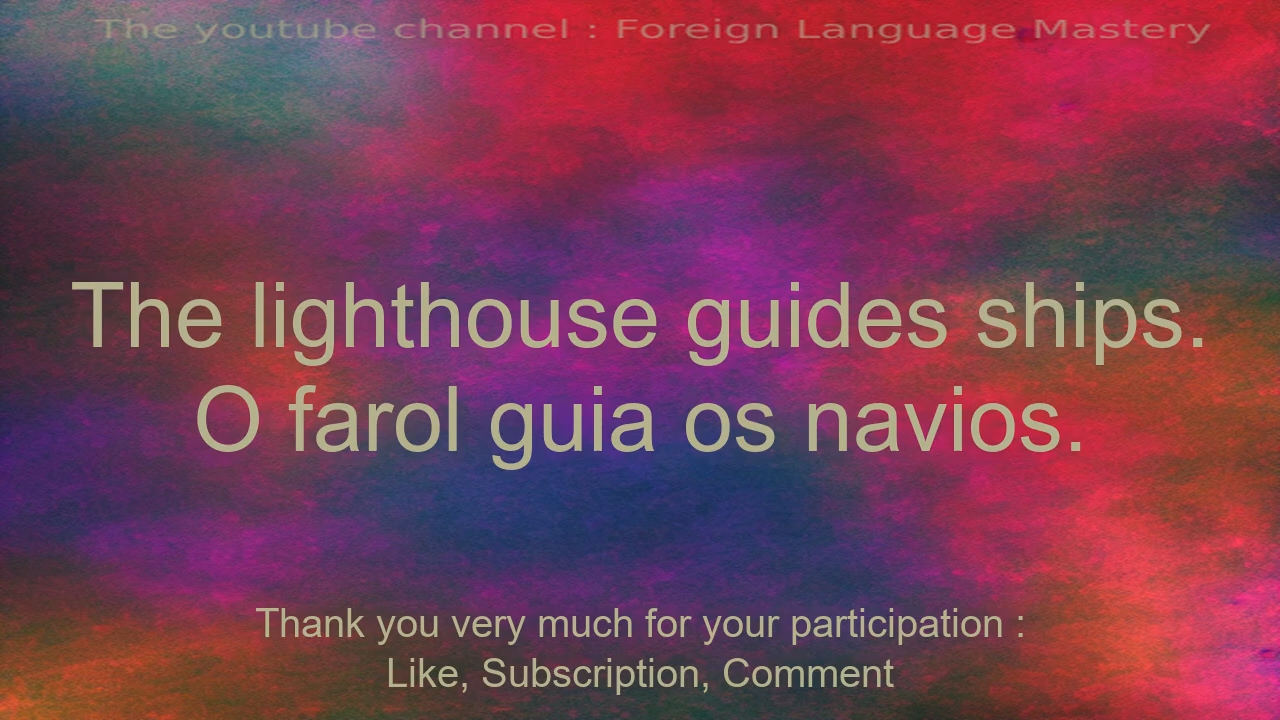 The youtube channel : Foreign Language Mastery
The lighthouse guides ships.
O farol guia os navios.
Thank you very much for your participation :
Like, Subscription, Comment